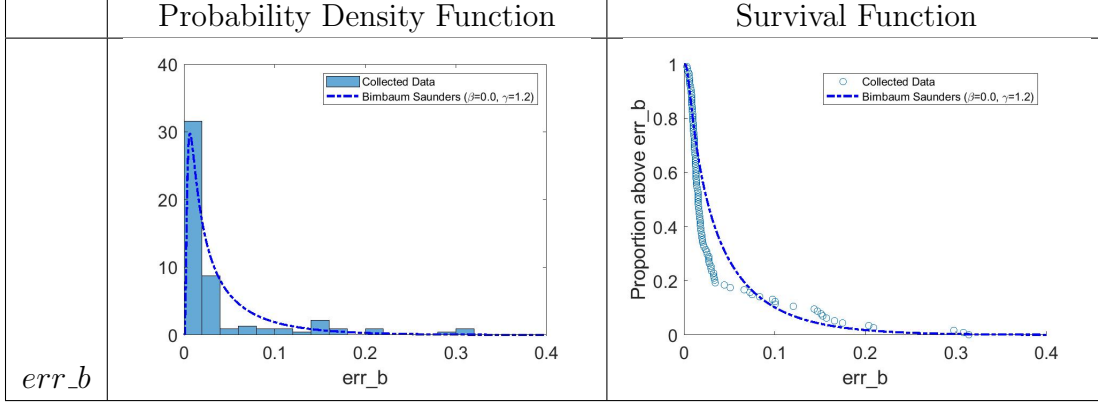 Probability Density Function
Survival Function
40
30
20
10
0
0
0.1
0.2
0.3
0.4
err_b
Collected Data
Birnbaum Saunders (β=0.0, γ=1.2)
Proportion above err_b
1
0.8
0.6
0.4
0.2
0
0
0.1
0.2
0.3
0.4
err_b
Collected Data
Birnbaum Saunders (β=0.0, γ=1.2)
err_b